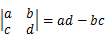 |a b|
|c d| = ad − bc